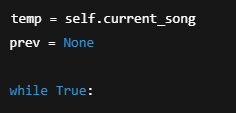 temp = self.current_song
prev = None
while True: